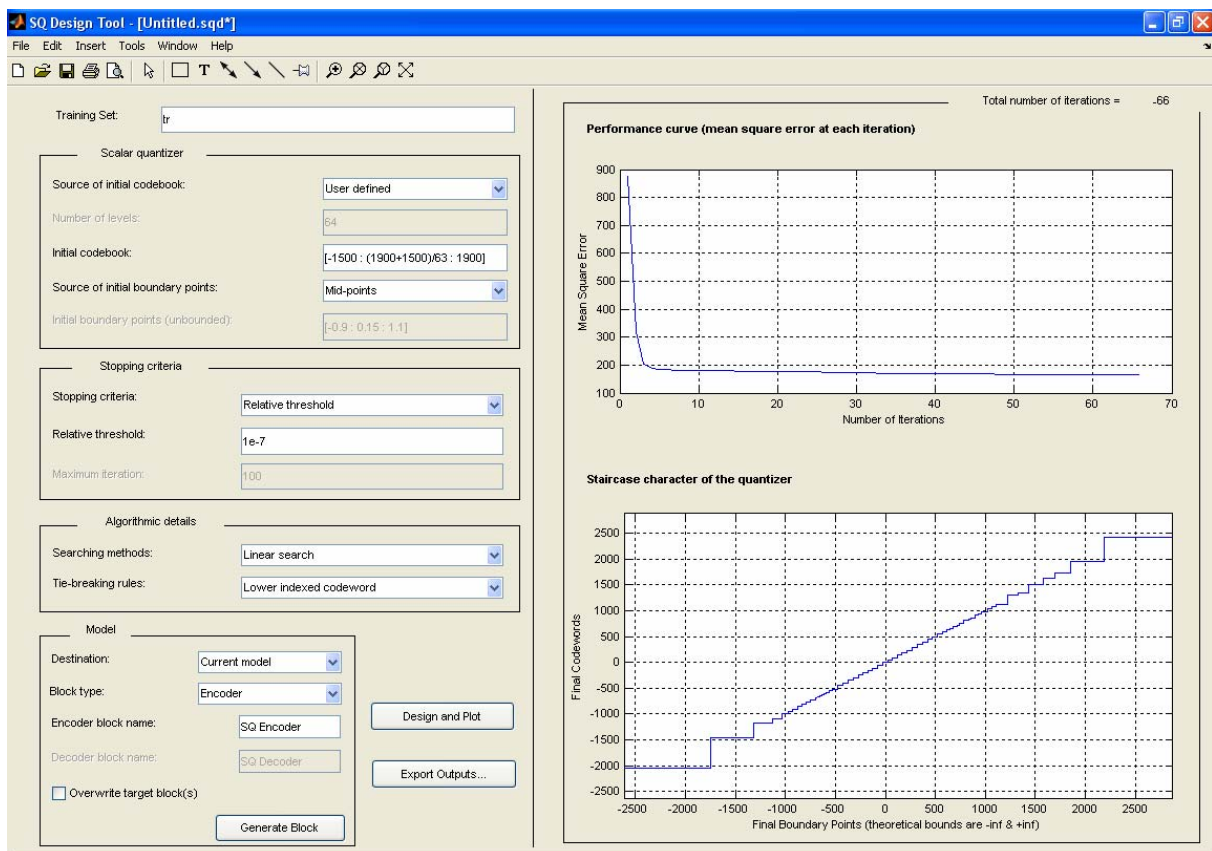 SQ Design Tool - [Untitled.sqd*]
File Edit Insert Tools Window Help
T
Training Set:
tr
Scalar quantizer
Source of initial codebook:
User defined
Number of levels:
64
Initial codebook:
[-1500 : (1900+1500)/63 : 1900]
Source of initial boundary points:
Mid-points
Initial boundary points (unbounded):
[-0.9 : 0.15 : 1.1]
Stopping criteria
Stopping criteria:
Relative threshold
Relative threshold:
1e-7
Maximum iteration:
100
Algorithmic details
Searching methods:
Linear search
Tie-breaking rules:
Lower indexed codeword
Model
Destination:
Current model
Block type:
Encoder
Encoder block name:
SQ Encoder
Decoder block name:
SQ Decoder
Overwrite target block(s)
Generate Block
Design and Plot
Export Outputs...
Total number of iterations = -66
Performance curve (mean square error at each iteration)
Mean Square Error
900
800
700
600
500
400
300
200
100
0 10 20 30 40 50 60 70
Number of Iterations
Staircase character of the quantizer
Final Codewords
2500
2000
1500
1000
500
0
-500
-1000
-1500
-2000
-2500
-2500 -2000 -1500 -1000 -500 0 500 1000 1500 2000 2500
Final Boundary Points (theoretical bounds are -inf & +inf)